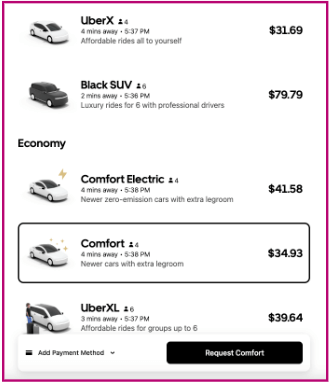 UberX 4
$31.69
4 mins away • 5:37 PM
Affordable rides all to yourself
Black SUV 6
$79.79
2 mins away • 5:36 PM
Luxury rides for 6 with professional drivers
Economy
Comfort Electric 4
$41.58
4 mins away • 5:38 PM
Newer zero-emission cars with extra legroom
Comfort 4
$34.93
4 mins away • 5:38 PM
Newer cars with extra legroom
UberXL 6
$39.64
3 mins away • 5:37 PM
Affordable rides for groups up to 6
Add Payment Method
Request Comfort